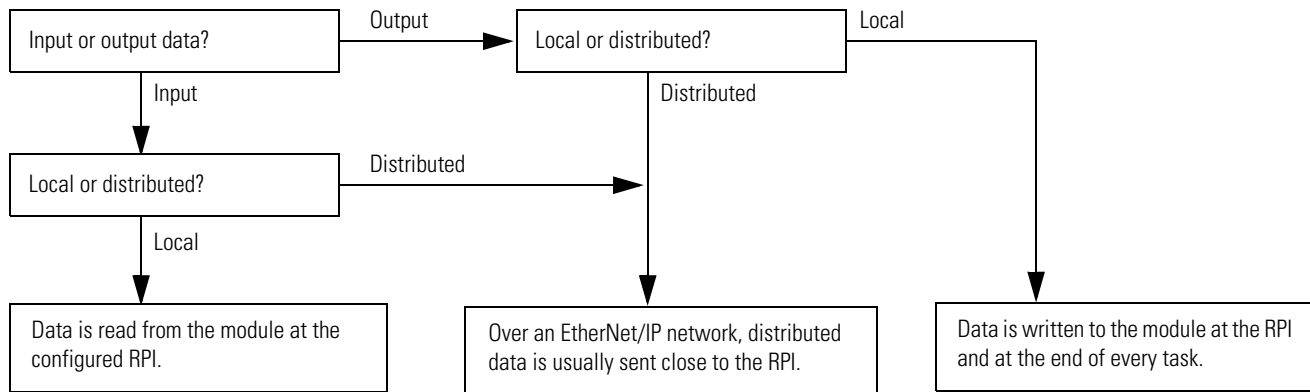 Input or output data?
Output
Local or distributed?
Local
Input
Distributed
Local or distributed?
Distributed
Local
Data is read from the module at the
configured RPI.
Over an EtherNet/IP network, distributed
data is usually sent close to the RPI.
Data is written to the module at the RPI
and at the end of every task.